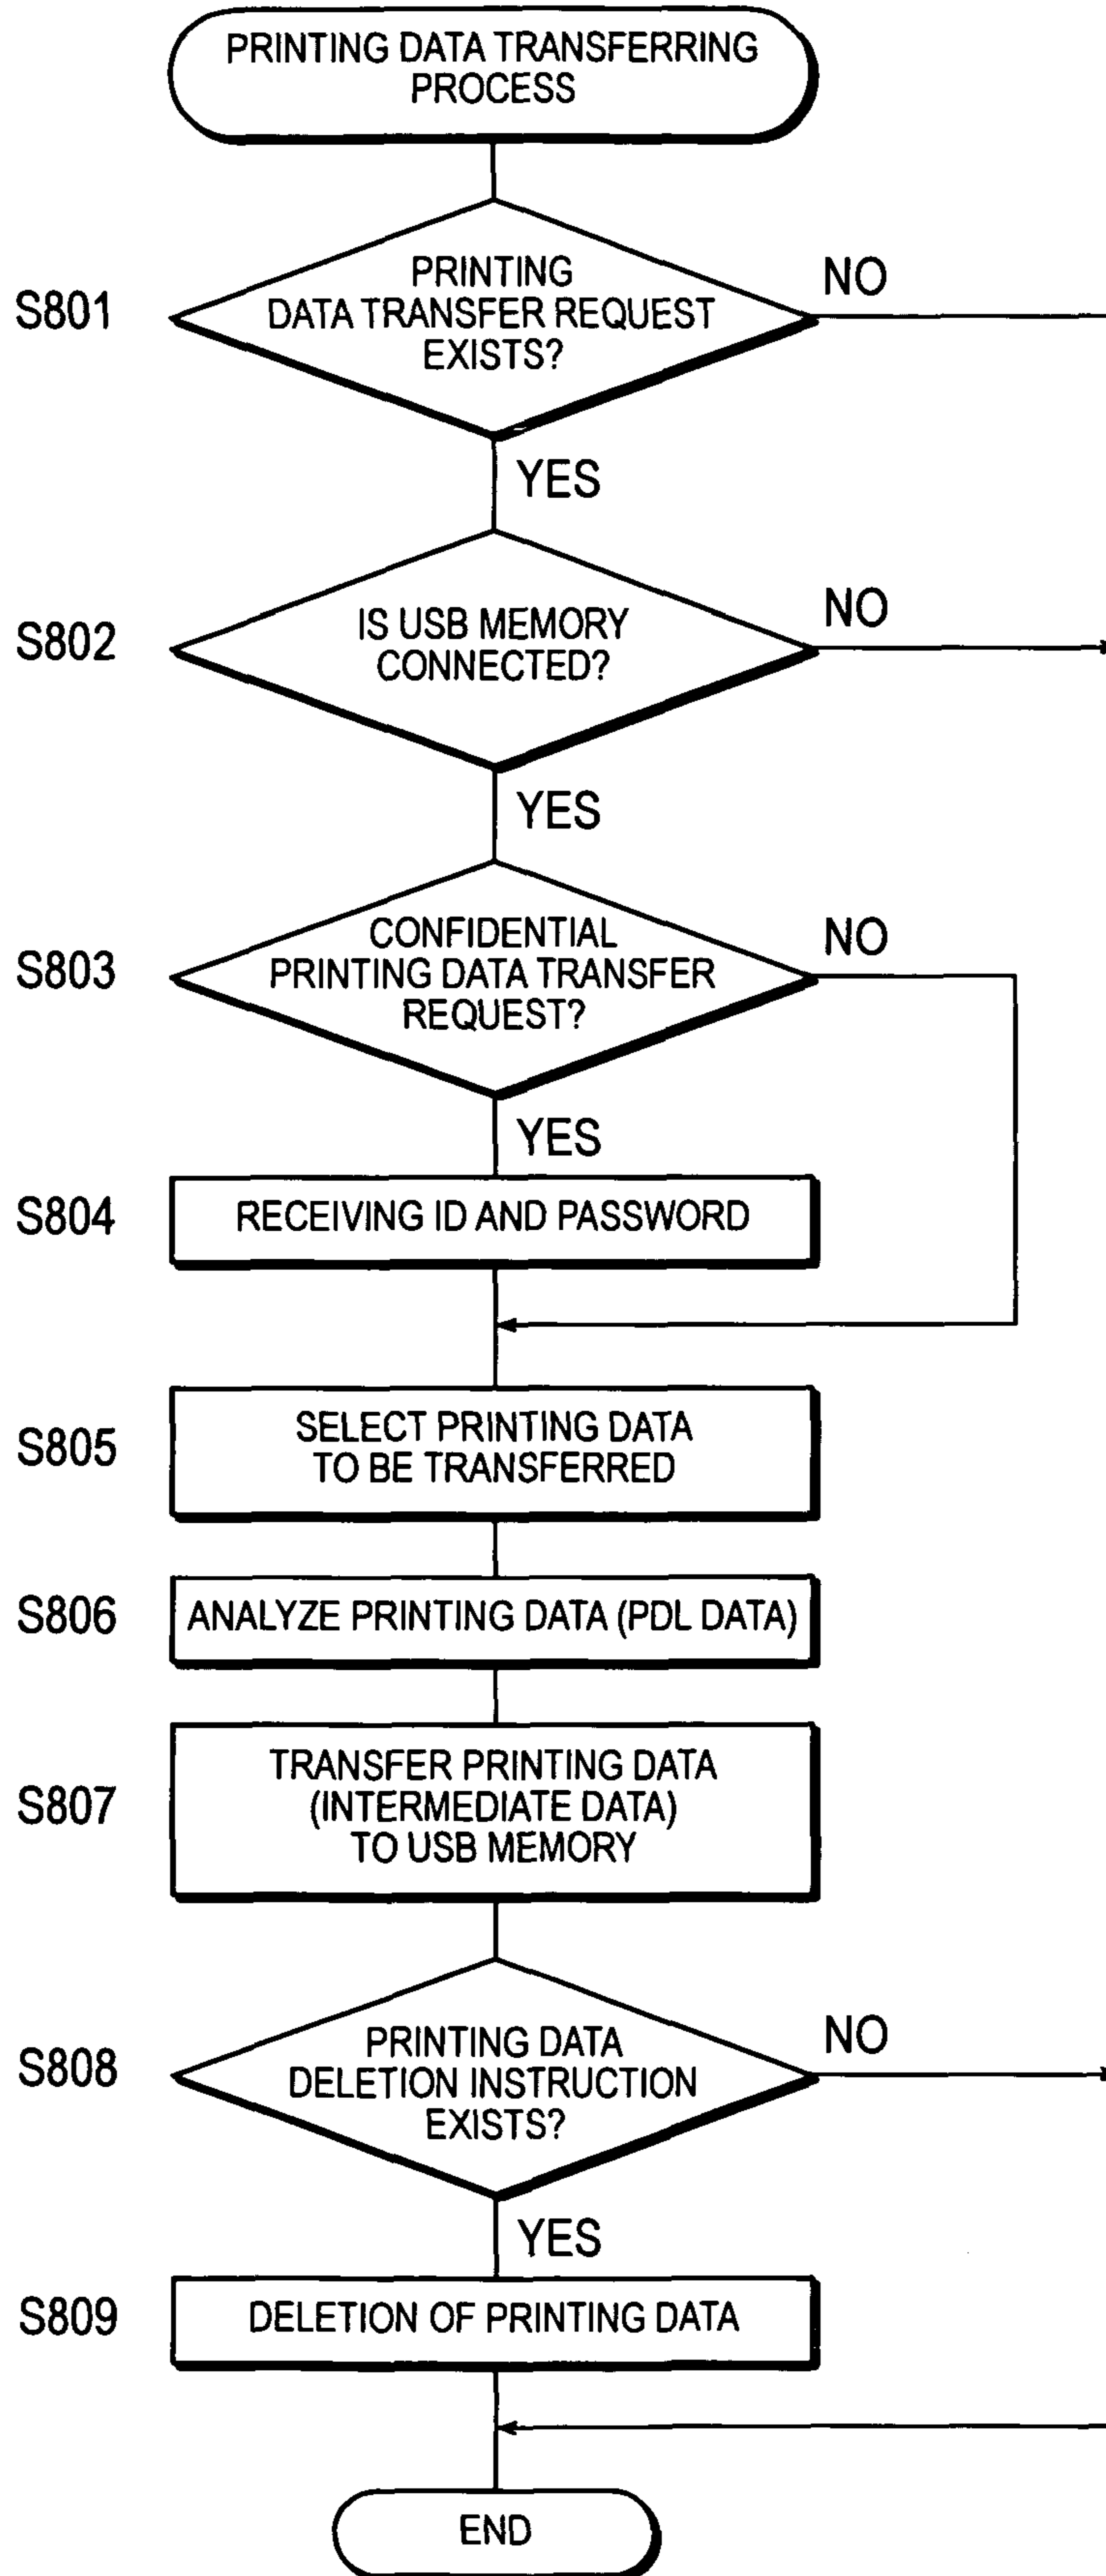 PRINTING DATA TRANSFERRING
PROCESS
S801
PRINTING
DATA TRANSFER REQUEST
EXISTS?
NO
YES
S802
IS USB MEMORY
CONNECTED?
NO
YES
S803
CONFIDENTIAL
PRINTING DATA TRANSFER
REQUEST?
NO
YES
S804
RECEIVING ID AND PASSWORD
S805
SELECT PRINTING DATA
TO BE TRANSFERRED
S806
ANALYZE PRINTING DATA (PDL DATA)
S807
TRANSFER PRINTING DATA
(INTERMEDIATE DATA)
TO USB MEMORY
S808
PRINTING DATA
DELETION INSTRUCTION
EXISTS?
NO
YES
S809
DELETION OF PRINTING DATA
END